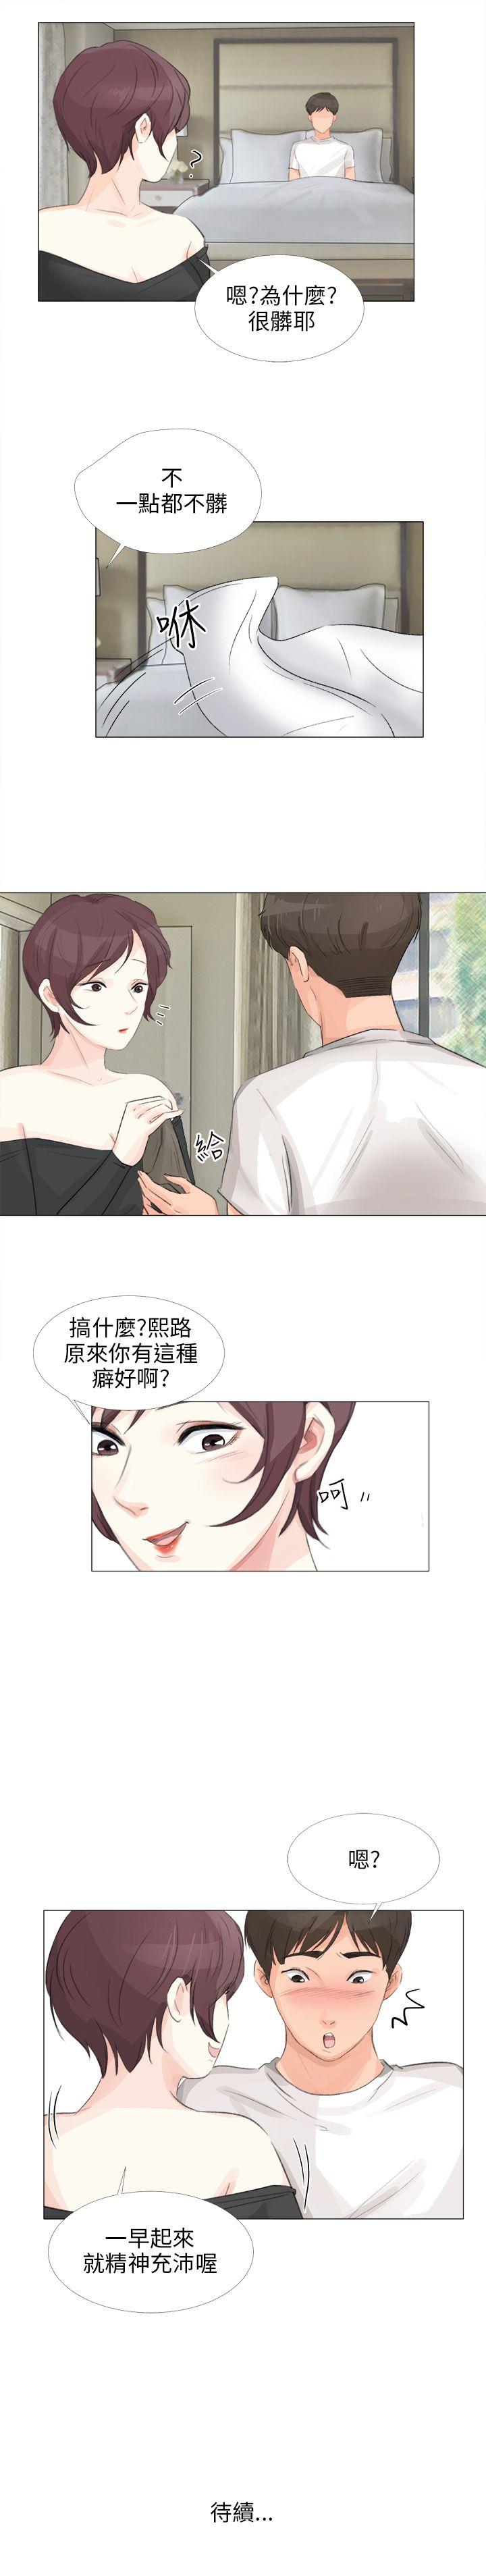 ?
嗯?為什麼?
很髒耶
不
一點都不髒
咻
給
搞什麼?熙路
原來你有這種
癖好啊?
呵
嗯?
一早起來
就精神充沛喔
待續...